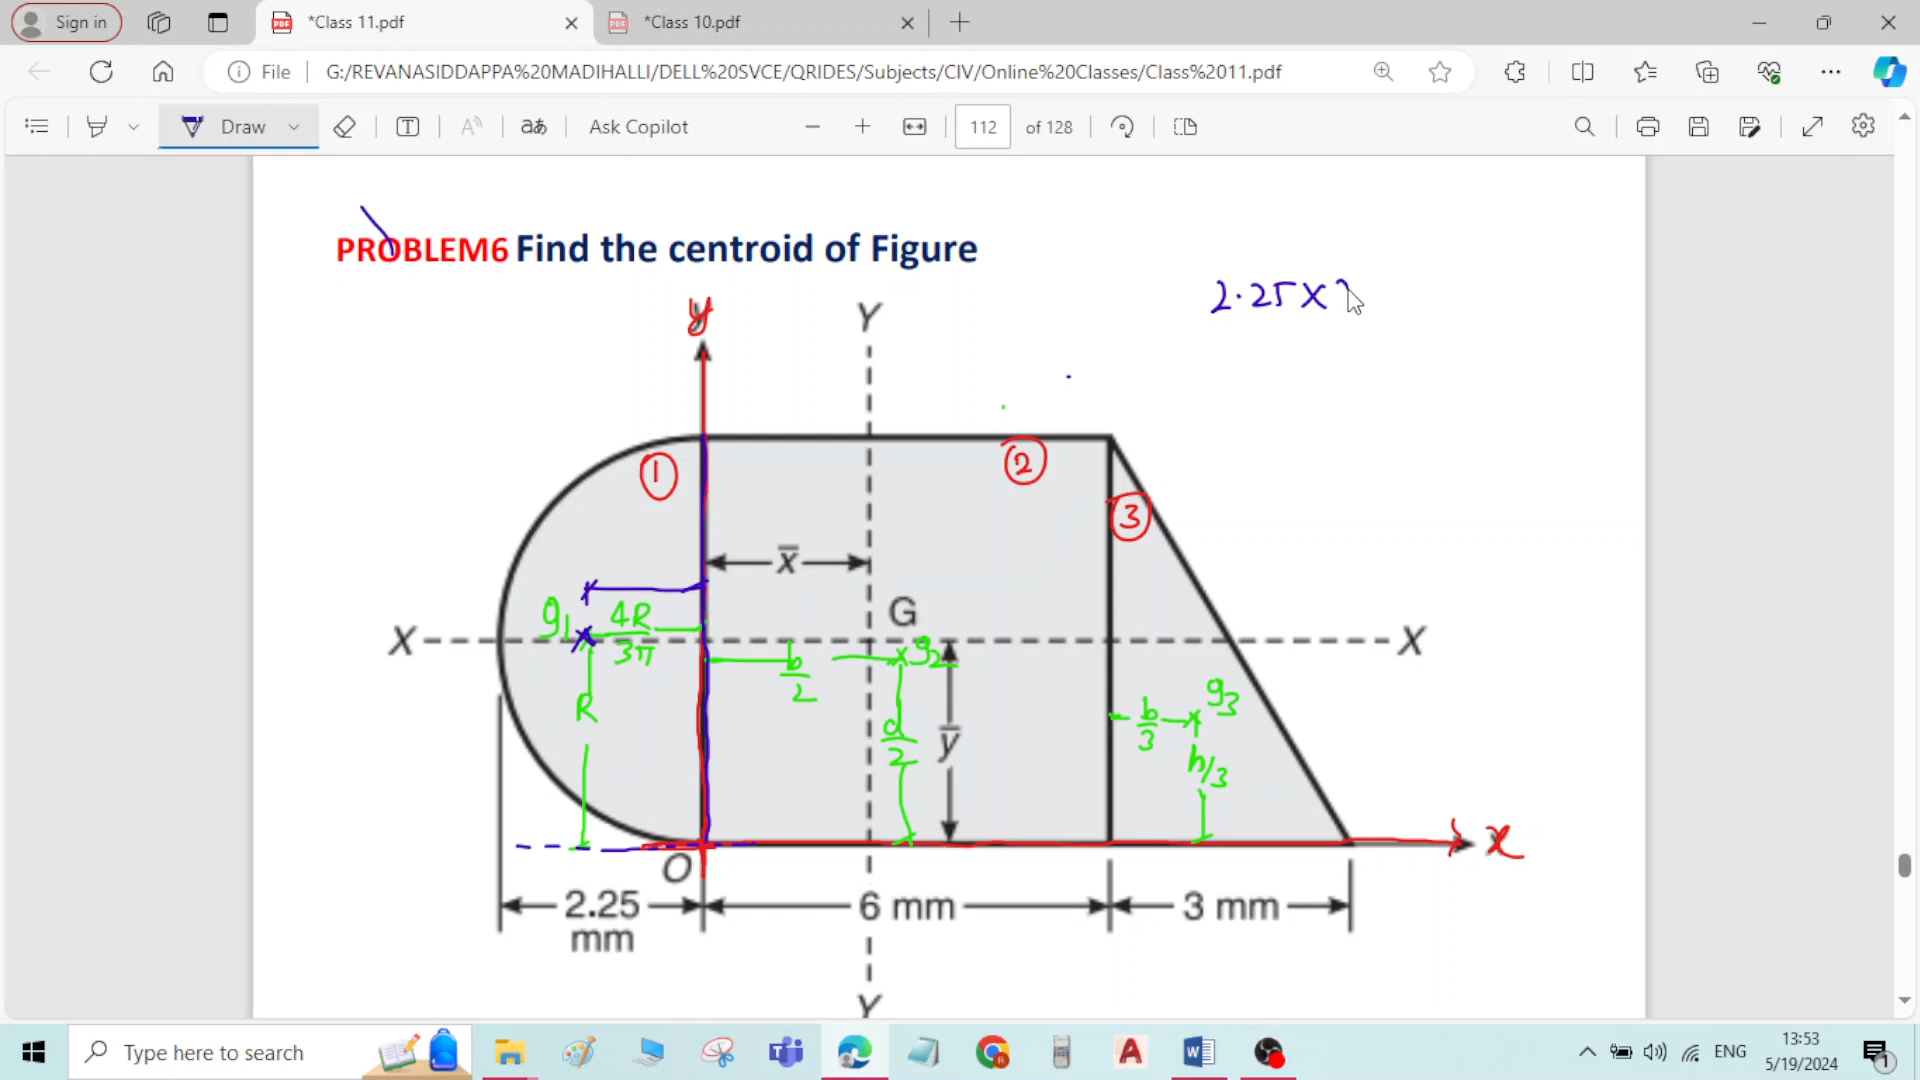 Sign in
*Class 11.pdf
*Class 10.pdf
File
G:/REVANASIDDAPPA%20MADIHALLI/DELL%20SVCE/QRIDES/Subjects/CIV/Online%20Classes/Class%2011.pdf
Draw
Ask Copilot
112 of 128
PROBLEM6 Find the centroid of Figure
2.25 X
y
Y
1
2
3
x̄
G
g1
4R
3π
X
X
b
2
g2
R
d
2
ȳ
b
3
g3
h/3
O
x
2.25
mm
6 mm
3 mm
Y
Type here to search
ENG
13:53
5/19/2024
1